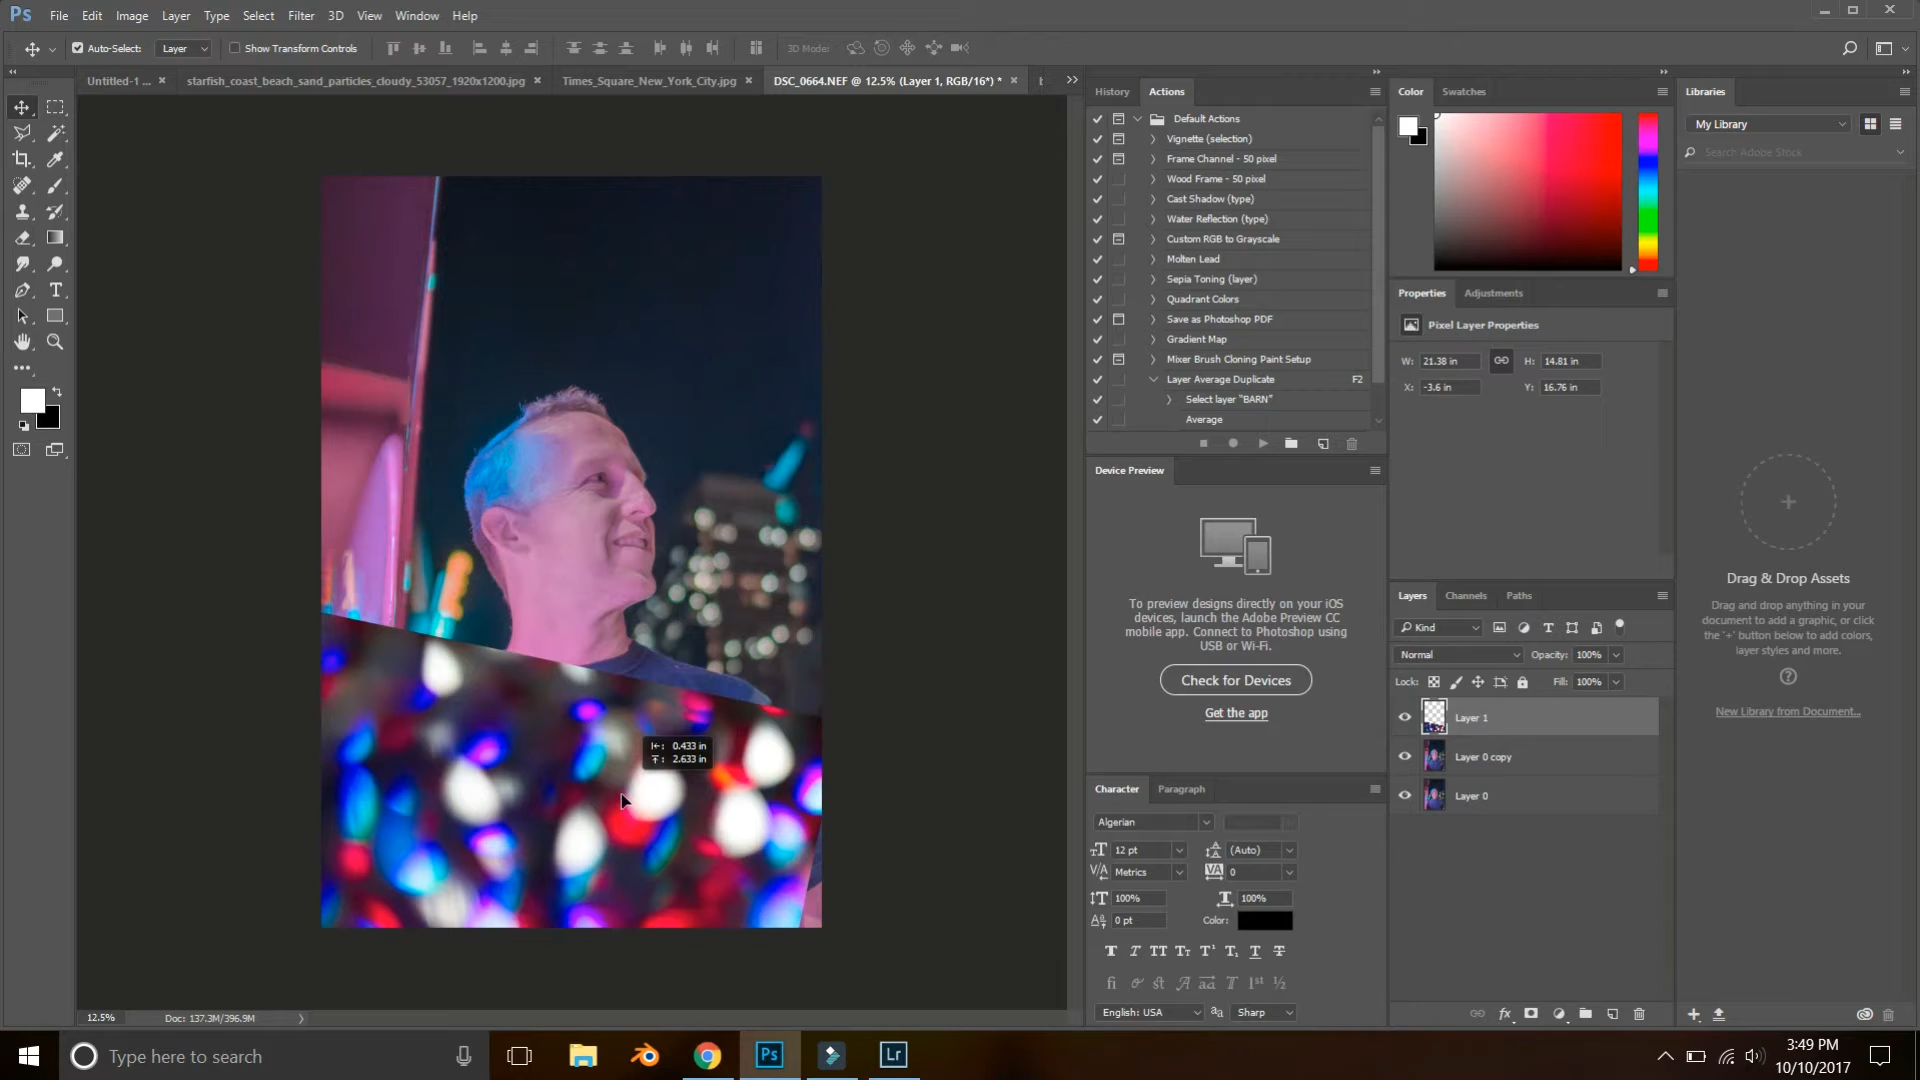 Ps File Edit Image Layer Type Select Filter 3D View Window Help
Auto-Select: Layer Show Transform Controls 3D Mode:
Untitled-1 ... × starfish_coast_beach_sand_particles_cloudy_53057_1920x1200.jpg × Times_Square_New_York_City.jpg × DSC_0664.NEF @ 12.5% (Layer 1, RGB/16*) * ×
History Actions
Default Actions
Vignette (selection)
Frame Channel - 50 pixel
Wood Frame - 50 pixel
Cast Shadow (type)
Water Reflection (type)
Custom RGB to Grayscale
Molten Lead
Sepia Toning (layer)
Quadrant Colors
Save as Photoshop PDF
Gradient Map
Mixer Brush Cloning Paint Setup
Layer Average Duplicate F2
Select layer "BARN"
Average
Device Preview
To preview designs directly on your iOS
devices, launch the Adobe Preview CC
mobile app. Connect to Photoshop using
USB or Wi-Fi.
Check for Devices
Get the app
Character Paragraph
Algerian
12 pt (Auto)
Metrics 0
100% 100%
0 pt Color:
English: USA Sharp
Color Swatches
Properties Adjustments
Pixel Layer Properties
W: 21.38 in H: 14.81 in
X: -3.6 in Y: 16.76 in
Layers Channels Paths
Kind
Normal Opacity: 100%
Lock: Fill: 100%
Layer 1
Layer 0 copy
Layer 0
Libraries
My Library
Search Adobe Stock
Drag & Drop Assets
Drag and drop anything in your
document to add a graphic, or click
the '+' button below to add colors,
layer styles and more.
New Library from Document...
0.433 in
2.633 in
12.5% Doc: 137.3M/396.9M
Type here to search
Ps Lr
3:49 PM
10/10/2017